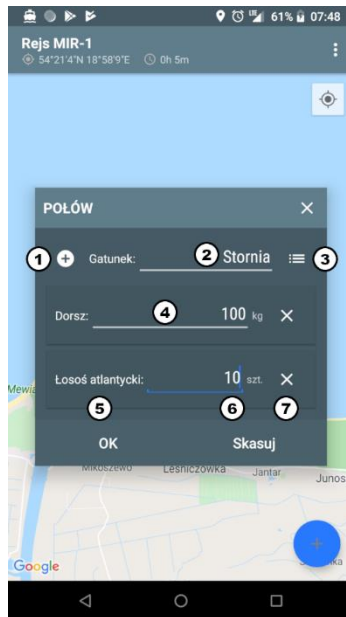 LTE 61% 07:48
Rejs MIR-1
54°21'4"N 18°58'9"E 0h 5m
POŁÓW
1 Gatunek: 2 Stornia 3
Dorsz: 4 100 kg
Łosoś atlantycki: 10 szt.
5 6 7
OK Skasuj
Mikoszewo Leśniczówka Jantar
Junos
Google